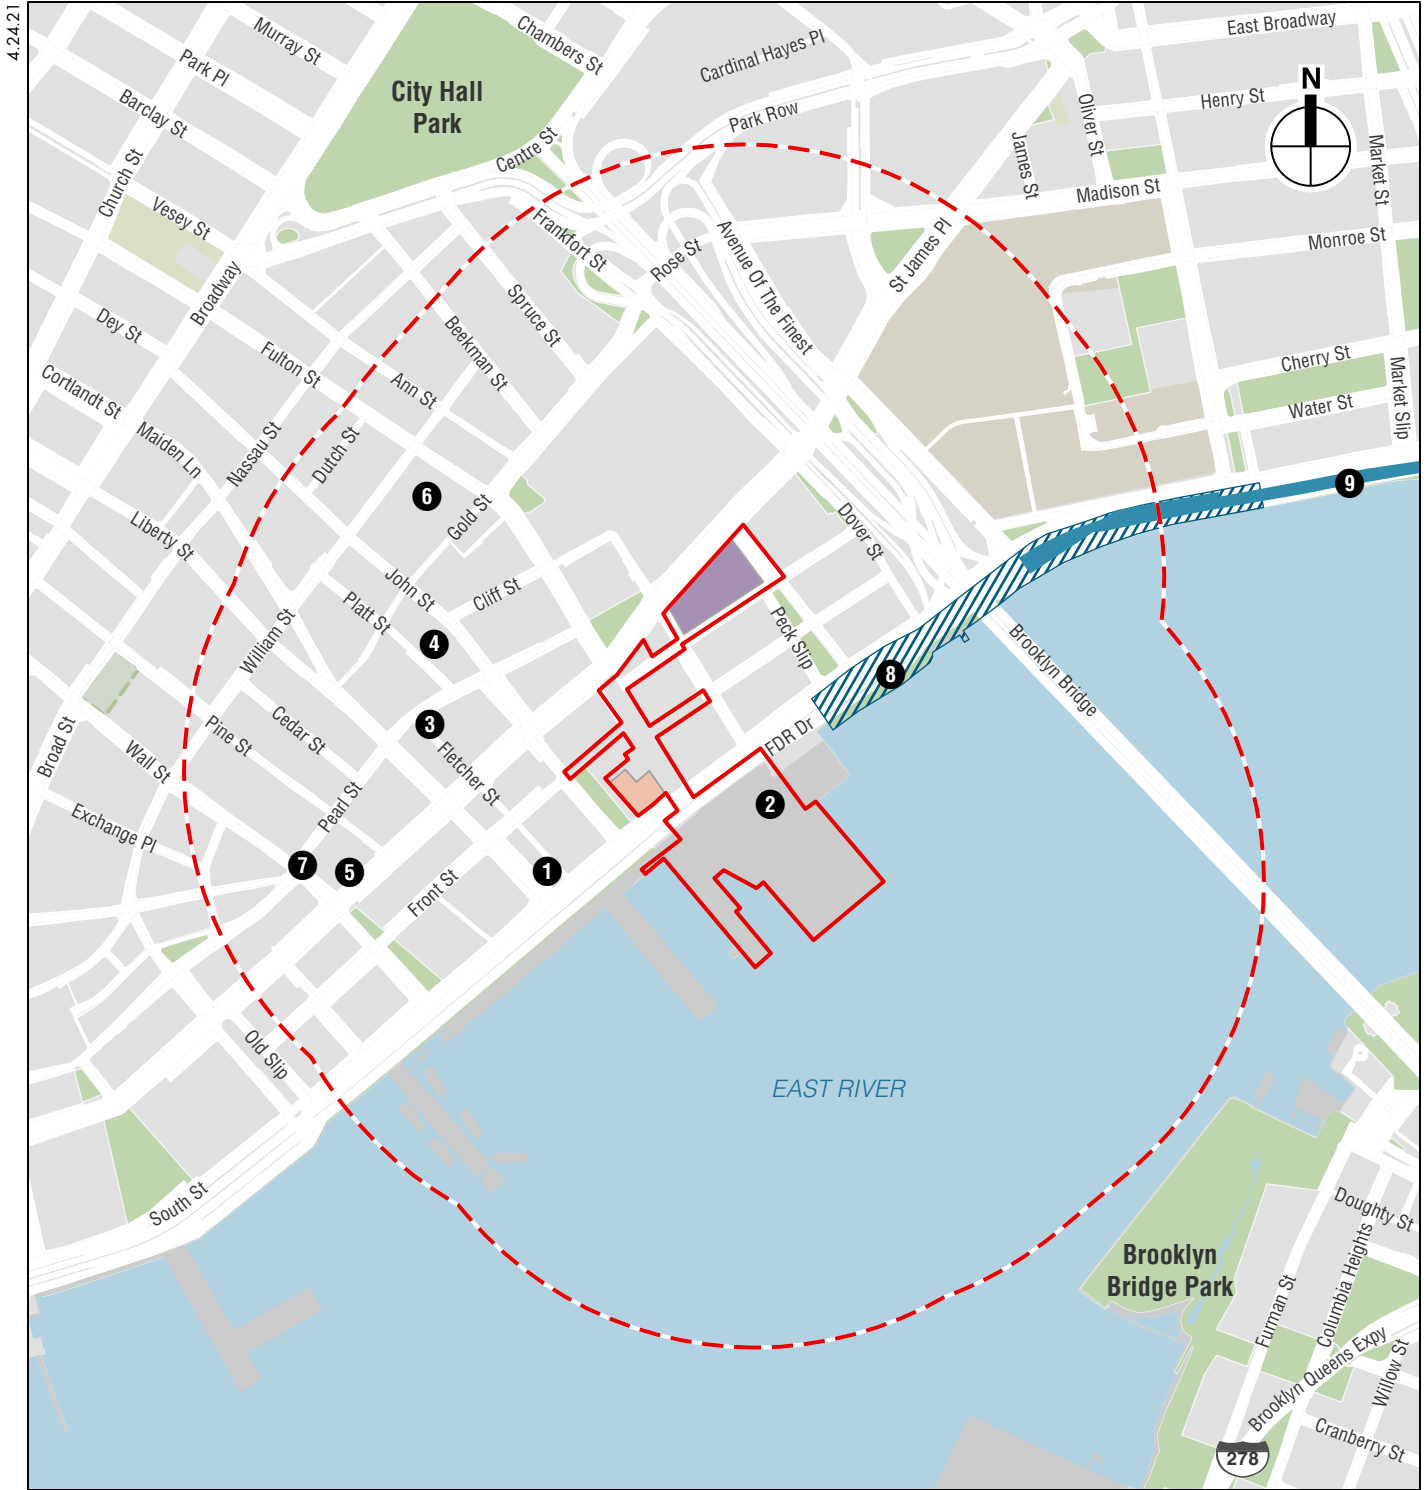 4.24.21
Murray St
Park Pl
Barclay St
Church St
Vesey St
City Hall
Park
Chambers St
Cardinal Hayes Pl
Park Row
Centre St
East Broadway
Henry St
Oliver St
James St
Madison St
Market St
Monroe St
N
Broadway
Frankfort St
Rose St
Avenue Of The Finest
St James Pl
Dey St
Cortlandt St
Fulton St
Spruce St
Beekman St
Ann St
Maiden Ln
Nassau St
Dutch St
Cherry St
Water St
Market Slip
Liberty St
6
Gold St
Dover St
9
John St
Cliff St
Platt St
4
William St
Peck Slip
Brooklyn Bridge
8
3
Broad St
Wall St
Pine St
Cedar St
Fletcher St
FDR Dr
Exchange Pl
Pearl St
2
7
5
1
Front St
Old Slip
EAST RIVER
South St
Brooklyn
Bridge Park
Doughty St
Columbia Heights
Furman St
Brooklyn Queens Expy
Willow St
Cranberry St
278